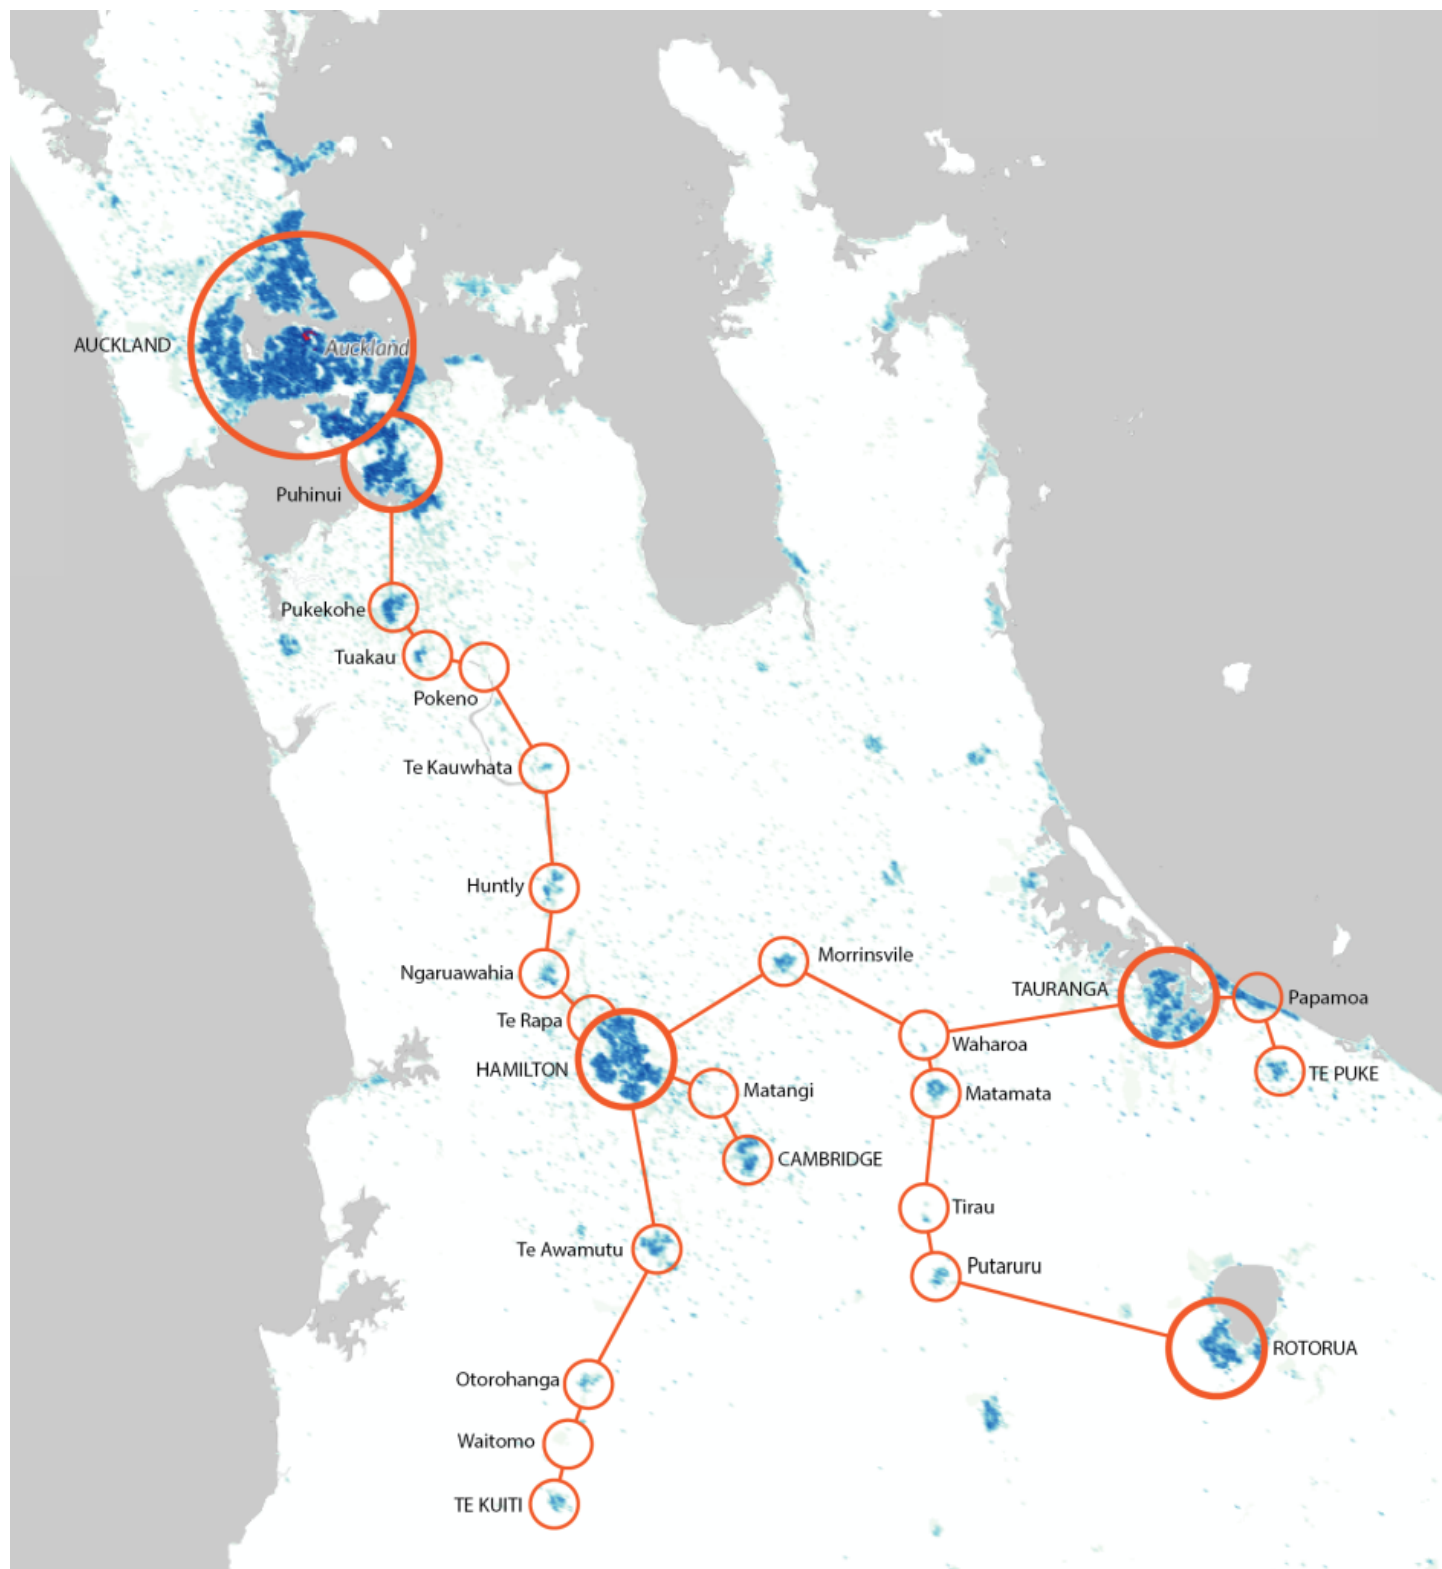 AUCKLAND
Auckland
Puhinui
Pukekohe
Tuakau
Pokeno
Te Kauwhata
Huntly
Morrinsvile
Ngaruawahia
TAURANGA
Papamoa
Te Rapa
Waharoa
HAMILTON
TE PUKE
Matangi
Matamata
CAMBRIDGE
Tirau
Te Awamutu
Putaruru
ROTORUA
Otorohanga
Waitomo
TE KUITI